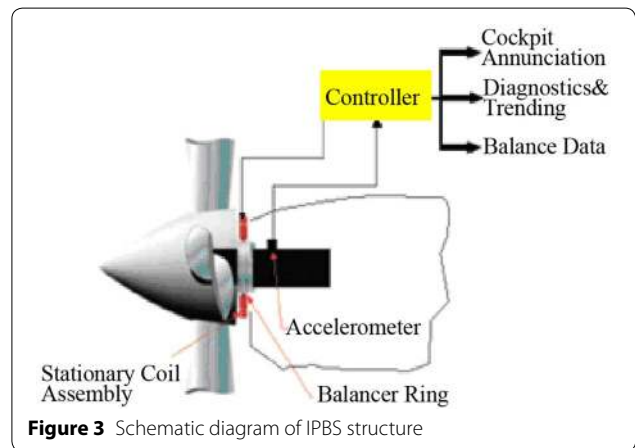 Cockpit
Annunciation
Controller
Diagnostics&
Trending
Balance Data
Accelerometer
Stationary Coil
Assembly
Balancer Ring
Figure 3 Schematic diagram of IPBS structure